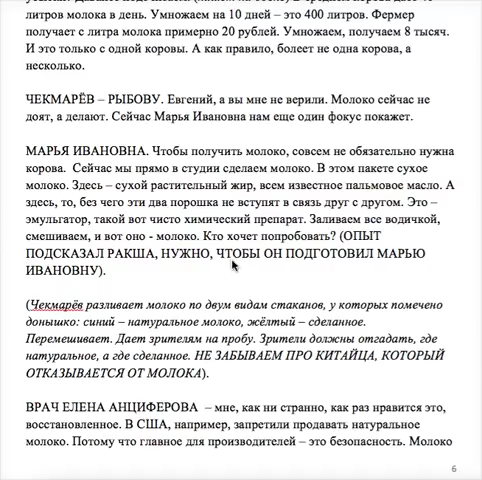 литров молока в день. Умножаем на 10 дней – это 400 литров. Фермер
получает с литра молока примерно 20 рублей. Умножаем, получаем 8 тысяч.
И это только с одной коровы. А как правило, болеет не одна корова, а
несколько.
ЧЕКМАРЁВ – РЫБОВУ. Евгений, а вы мне не верили. Молоко сейчас не
доят, а делают. Сейчас Марья Ивановна нам еще один фокус покажет.
МАРЬЯ ИВАНОВНА. Чтобы получить молоко, совсем не обязательно нужна
корова. Сейчас мы прямо в студии сделаем молоко. В этом пакете сухое
молоко. Здесь – сухой растительный жир, всем известное пальмовое масло. А
здесь, то, без чего эти два порошка не вступят в связь друг с другом. Это –
эмульгатор, такой вот чисто химический препарат. Заливаем все водичкой,
смешиваем, и вот оно - молоко. Кто хочет попробовать? (ОПЫТ
ПОДСКАЗАЛ РАКША, НУЖНО, ЧТОБЫ ОН ПОДГОТОВИЛ МАРЬЮ
ИВАНОВНУ).
(Чекмарёв разливает молоко по двум видам стаканов, у которых помечено
донышко: синий – натуральное молоко, жёлтый – сделанное.
Перемешивает. Дает зрителям на пробу. Зрители должны отгадать, где
натуральное, а где сделанное. НЕ ЗАБЫВАЕМ ПРО КИТАЙЦА, КОТОРЫЙ
ОТКАЗЫВАЕТСЯ ОТ МОЛОКА).
ВРАЧ ЕЛЕНА АНЦИФЕРОВА – мне, как ни странно, как раз нравится это,
восстановленное. В США, например, запретили продавать натуральное
молоко. Потому что главное для производителей – это безопасность. Молоко
6